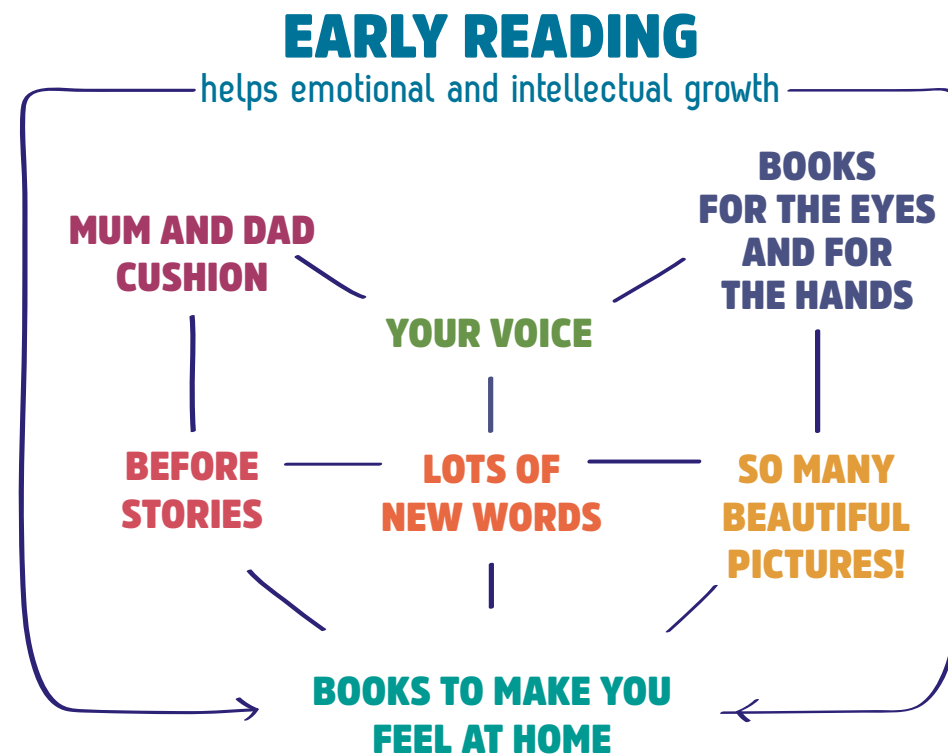 EARLY READING
helps emotional and intellectual growth
MUM AND DAD
CUSHION
BOOKS
FOR THE EYES
AND FOR
THE HANDS
YOUR VOICE
BEFORE
STORIES
LOTS OF
NEW WORDS
SO MANY
BEAUTIFUL
PICTURES!
BOOKS TO MAKE YOU
FEEL AT HOME